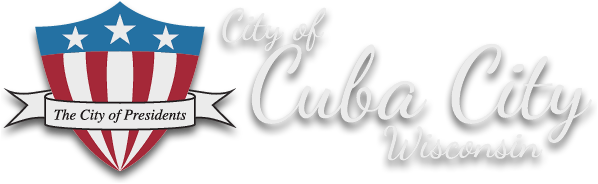 The City of Presidents
City of
Cuba City
Wisconsin